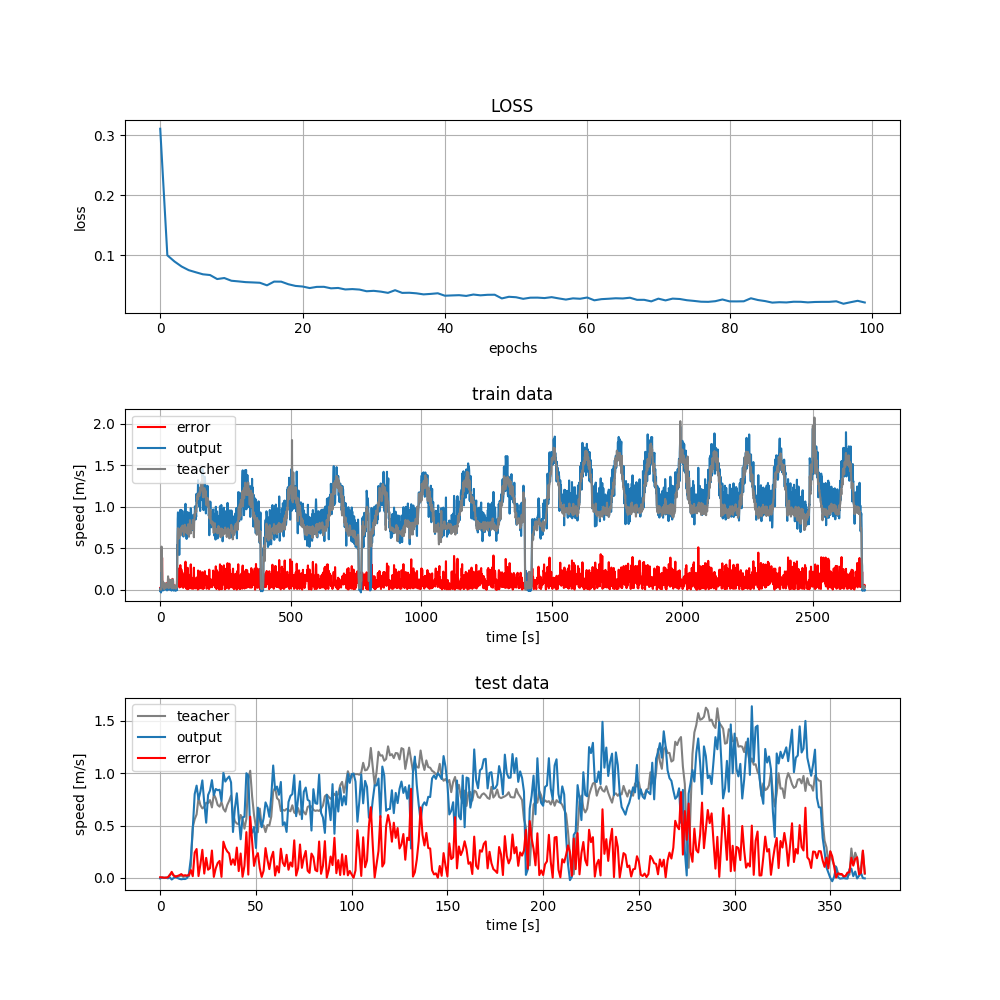 LOSS
0.3
0.2
0.1
loss
0 20 40 60 80 100
epochs
train data
2.0
1.5
1.0
0.5
0.0
speed [m/s]
error
output
teacher
0 500 1000 1500 2000 2500
time [s]
test data
1.5
1.0
0.5
0.0
speed [m/s]
teacher
output
error
0 50 100 150 200 250 300 350
time [s]